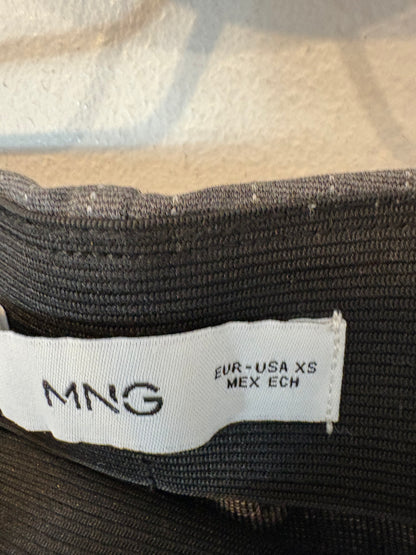 MNG
EUR-USA XS
MEX ECH